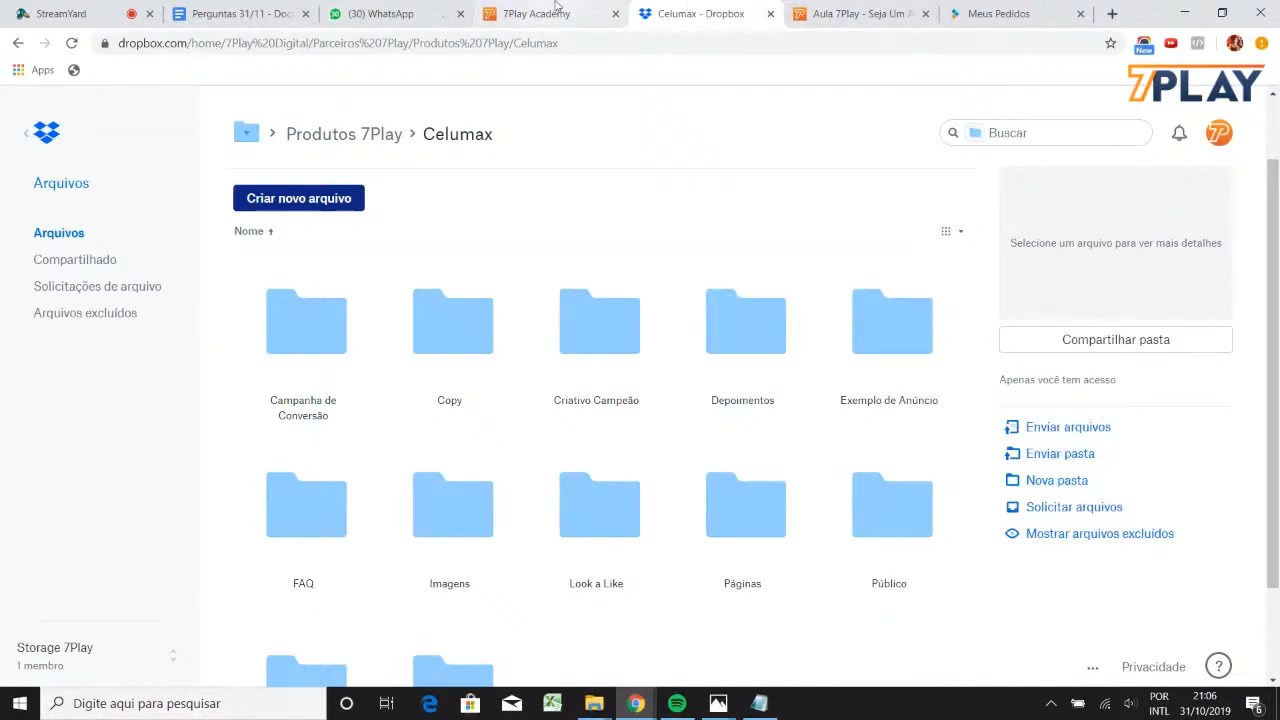 StreamYard
Perguntas 31/11 - Doc
(30) WhatsApp
7Play Academy
Celumax - Dropbox
Aula 7Play - Seja Um A
Meus Pedidos
dropbox.com/home/7Play%20Digital/Parceiros%207Play/Produtos%207Play/Celumax
New
Apps
7PLAY
Produtos 7Play > Celumax
Buscar
7P
Arquivos
Criar novo arquivo
Nome
Arquivos
Compartilhado
Solicitações de arquivo
Arquivos excluídos
Selecione um arquivo para ver mais detalhes
Compartilhar pasta
Apenas você tem acesso
Campanha de
Conversão
Copy
Criativo Campeão
Depoimentos
Exemplo de Anúncio
Enviar arquivos
Enviar pasta
Nova pasta
Solicitar arquivos
Mostrar arquivos excluídos
FAQ
Imagens
Look a Like
Páginas
Público
Storage 7Play
1 membro
Privacidade
?
Digite aqui para pesquisar
POR
INTL
21:06
31/10/2019
6